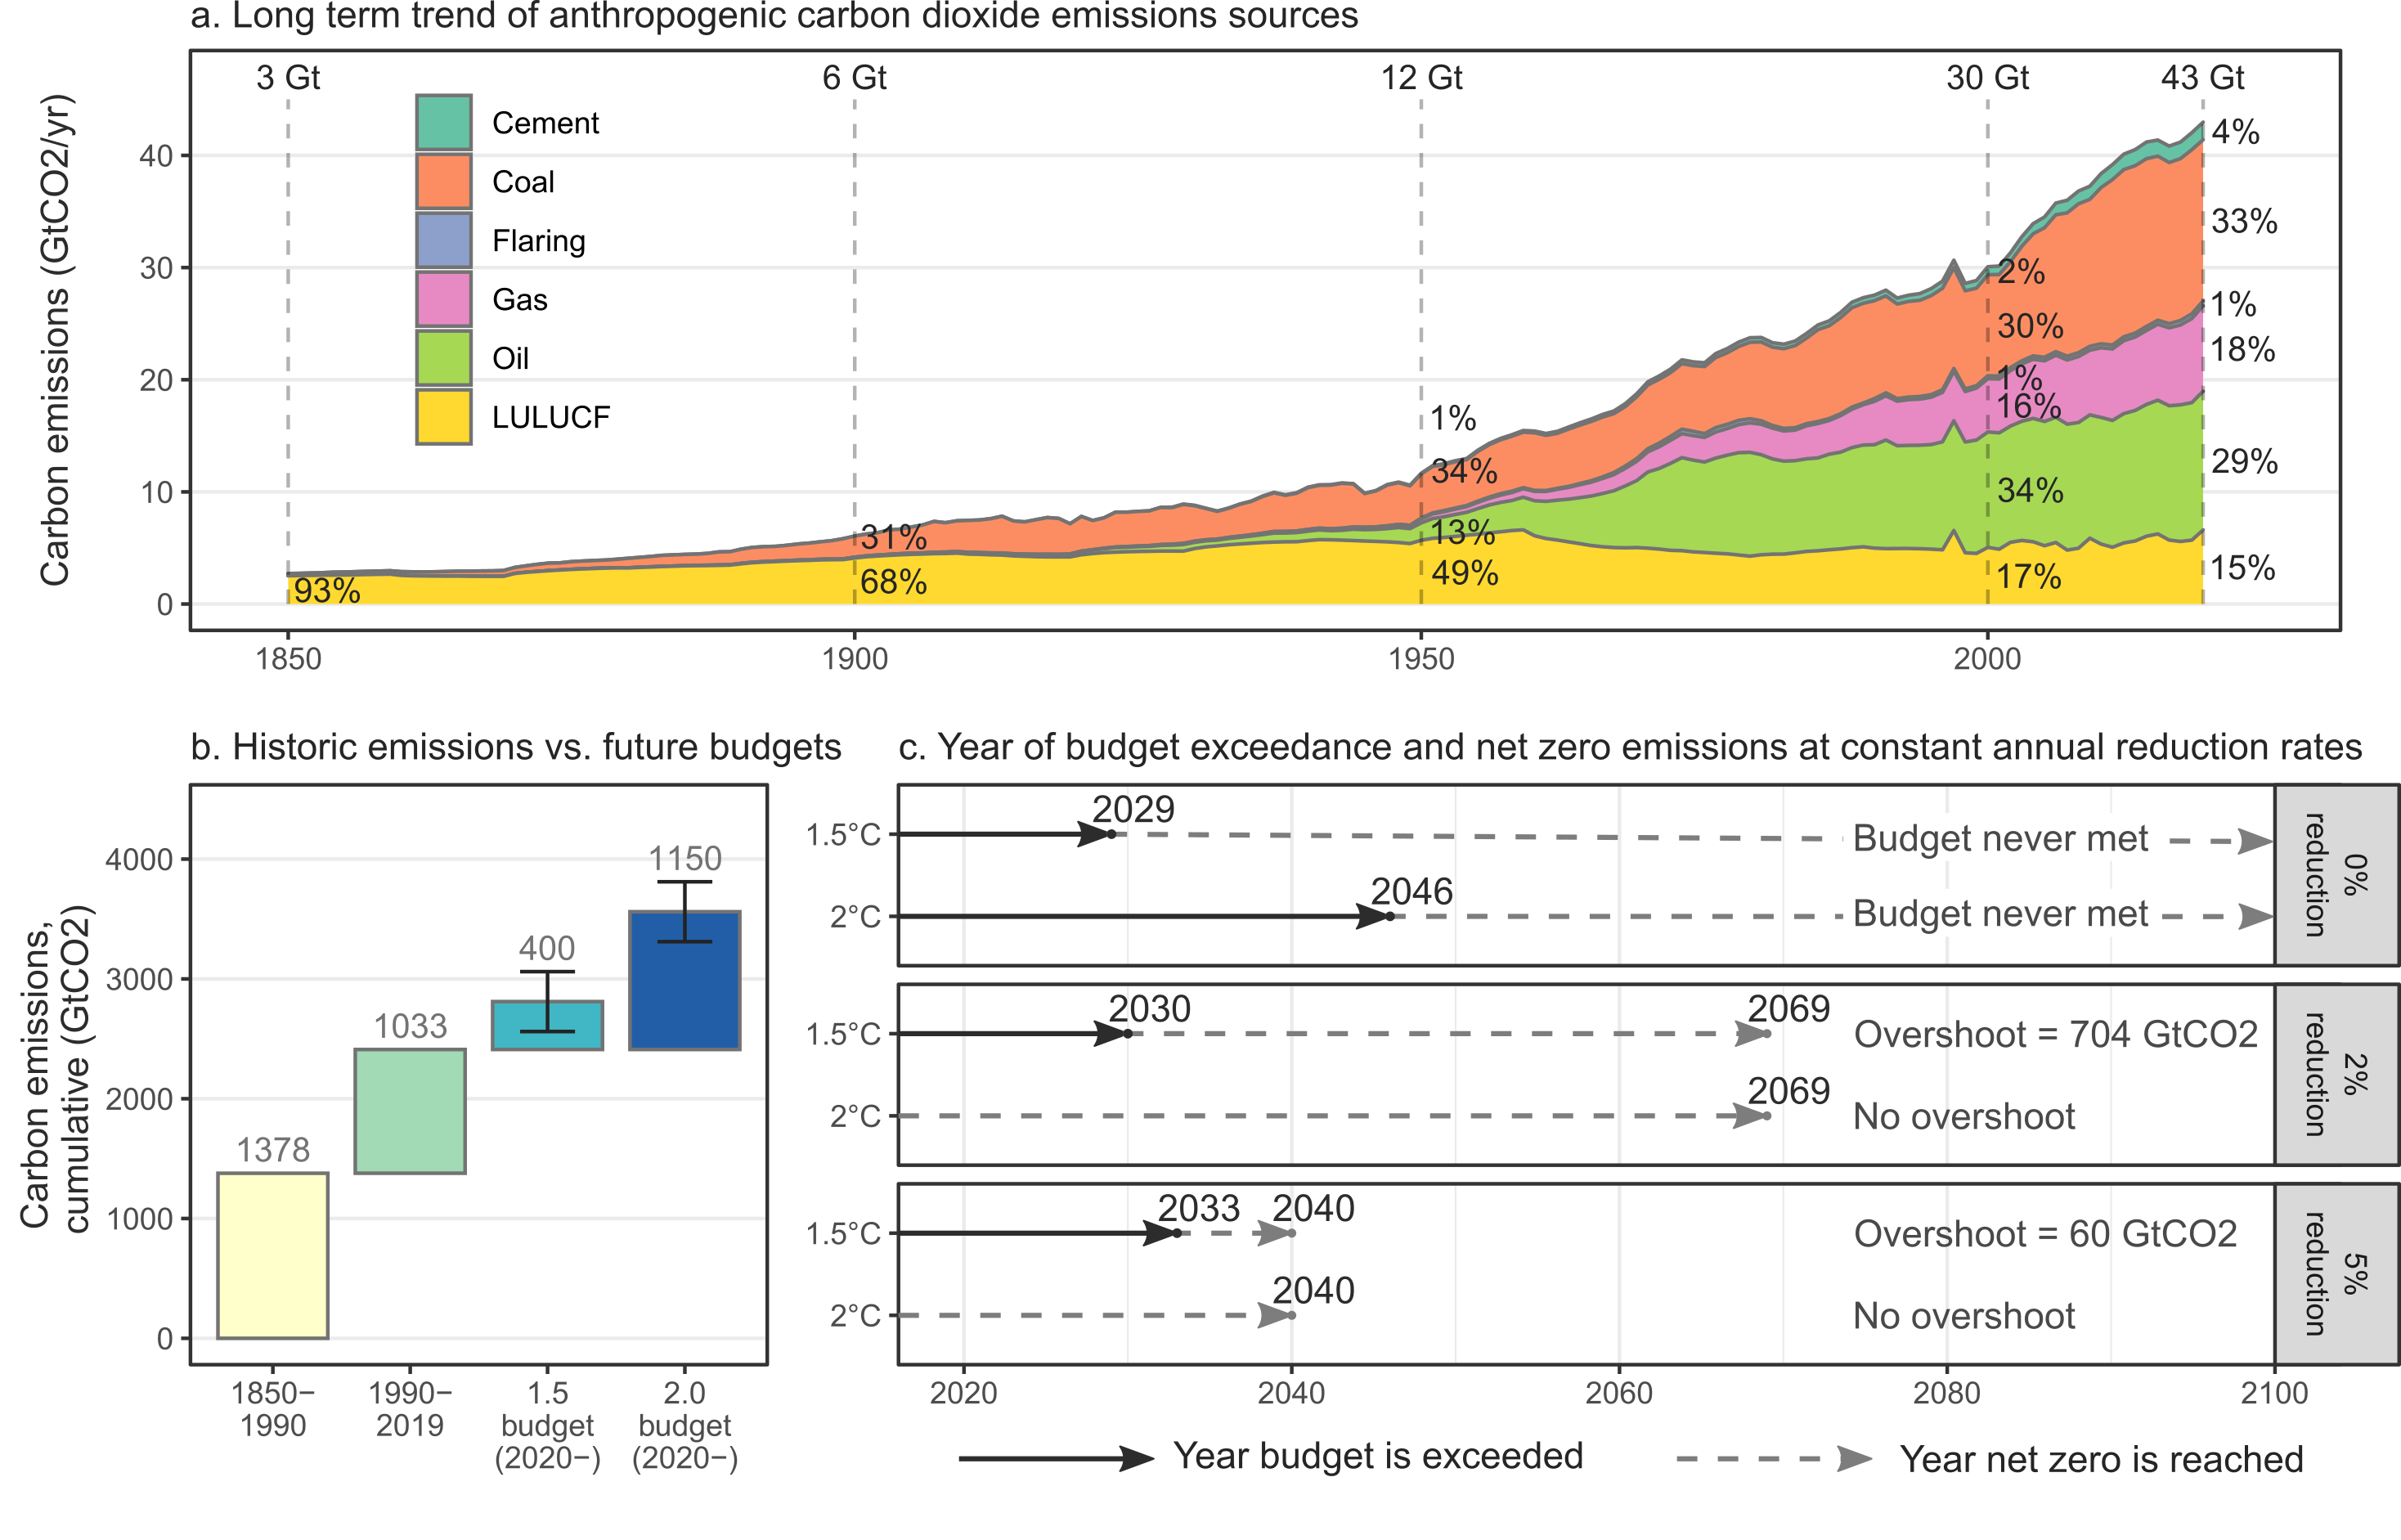 a. Long term trend of anthropogenic carbon dioxide emissions sources
Carbon emissions (GtCO2/yr)
3 Gt
6 Gt
12 Gt
30 Gt
43 Gt
Cement
Coal
Flaring
Gas
Oil
LULUCF
40
30
20
10
0
93%
31%
68%
1%
34%
13%
49%
2%
30%
1%
16%
34%
17%
4%
33%
1%
18%
29%
15%
1850
1900
1950
2000
b. Historic emissions vs. future budgets
Carbon emissions,
cumulative (GtCO2)
4000
3000
2000
1000
0
1378
1033
400
1150
1850−
1990
1990−
2019
1.5
budget
(2020−)
2.0
budget
(2020−)
c. Year of budget exceedance and net zero emissions at constant annual reduction rates
1.5°C
2029
Budget never met
2°C
2046
Budget never met
0%
reduction
1.5°C
2030
2069
Overshoot = 704 GtCO2
2°C
2069
No overshoot
2%
reduction
1.5°C
2033
2040
Overshoot = 60 GtCO2
2°C
2040
No overshoot
5%
reduction
2020
2040
2060
2080
2100
Year budget is exceeded
Year net zero is reached